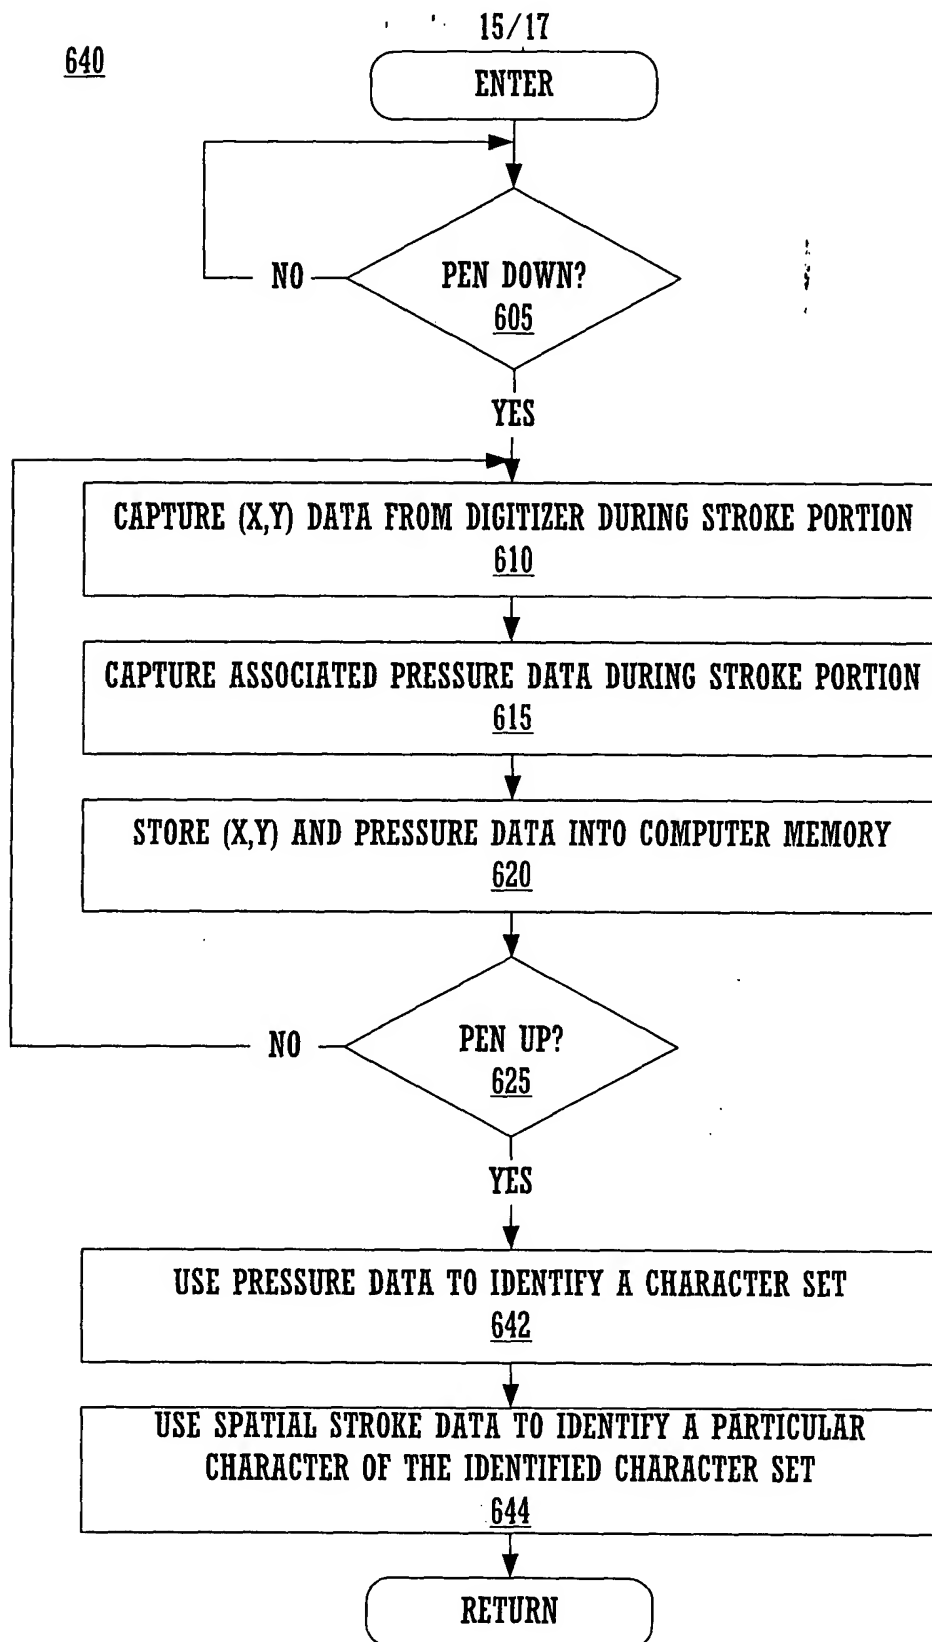 15/17
640
ENTER
PEN DOWN?
605
NO
YES
CAPTURE (X,Y) DATA FROM DIGITIZER DURING STROKE PORTION
610
CAPTURE ASSOCIATED PRESSURE DATA DURING STROKE PORTION
615
STORE (X,Y) AND PRESSURE DATA INTO COMPUTER MEMORY
620
PEN UP?
625
NO
YES
USE PRESSURE DATA TO IDENTIFY A CHARACTER SET
642
USE SPATIAL STROKE DATA TO IDENTIFY A PARTICULAR
CHARACTER OF THE IDENTIFIED CHARACTER SET
644
RETURN